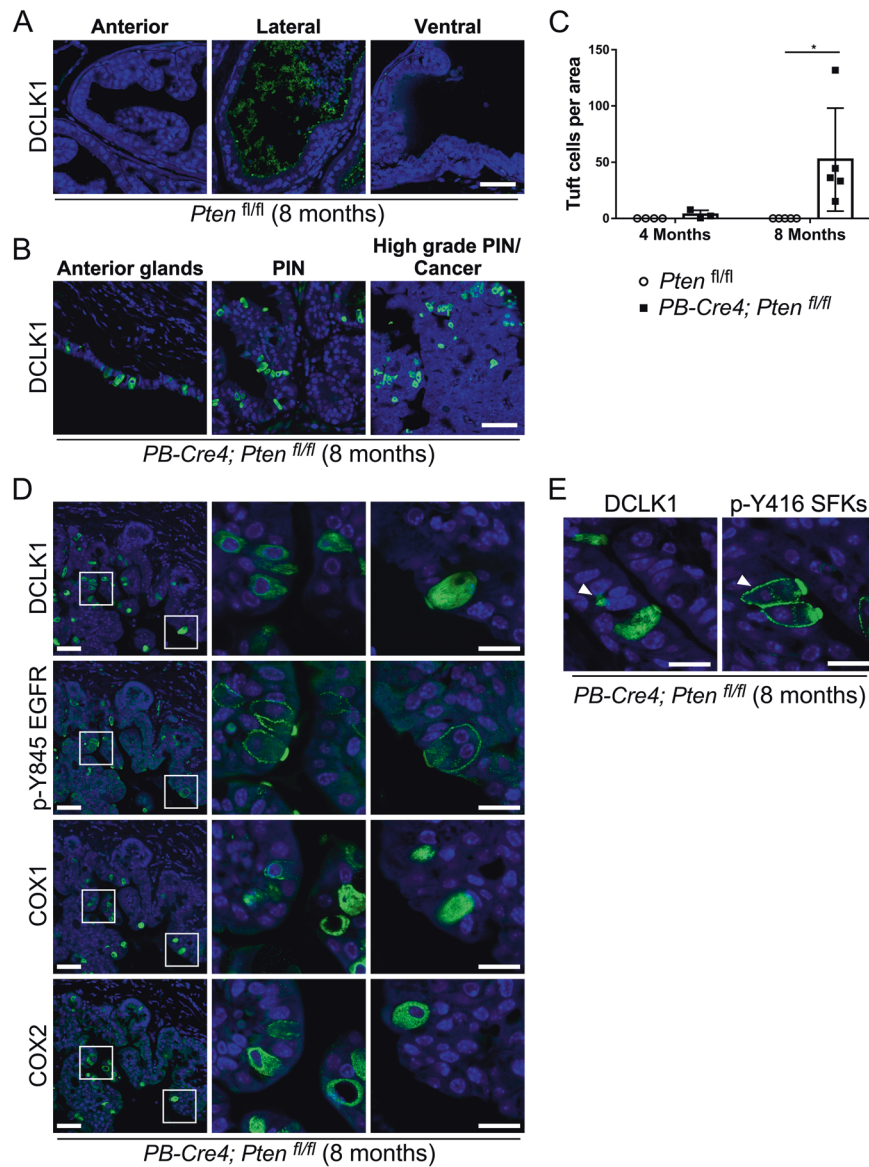 A
Anterior
Lateral
Ventral
DCLK1
Pten fl/fl (8 months)
B
Anterior glands
PIN
High grade PIN/
Cancer
DCLK1
PB-Cre4; Pten fl/fl (8 months)
C
Tuft cells per area
150
100
50
0
*
4 Months
8 Months
Pten fl/fl
PB-Cre4; Pten fl/fl
D
DCLK1
p-Y845 EGFR
COX1
COX2
PB-Cre4; Pten fl/fl (8 months)
E
DCLK1
p-Y416 SFKs
PB-Cre4; Pten fl/fl (8 months)